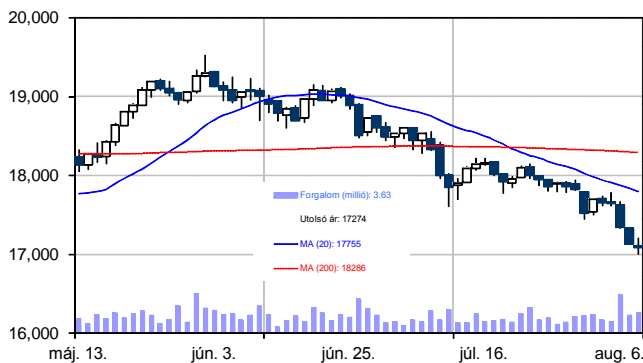 20,000
19,000
18,000
17,000
16,000
Forgalom (millió): 3.63
Utolsó ár: 17274
MA (20): 17755
MA (200): 18286
máj. 13.
jún. 3.
jún. 25.
júl. 16.
aug. 6.